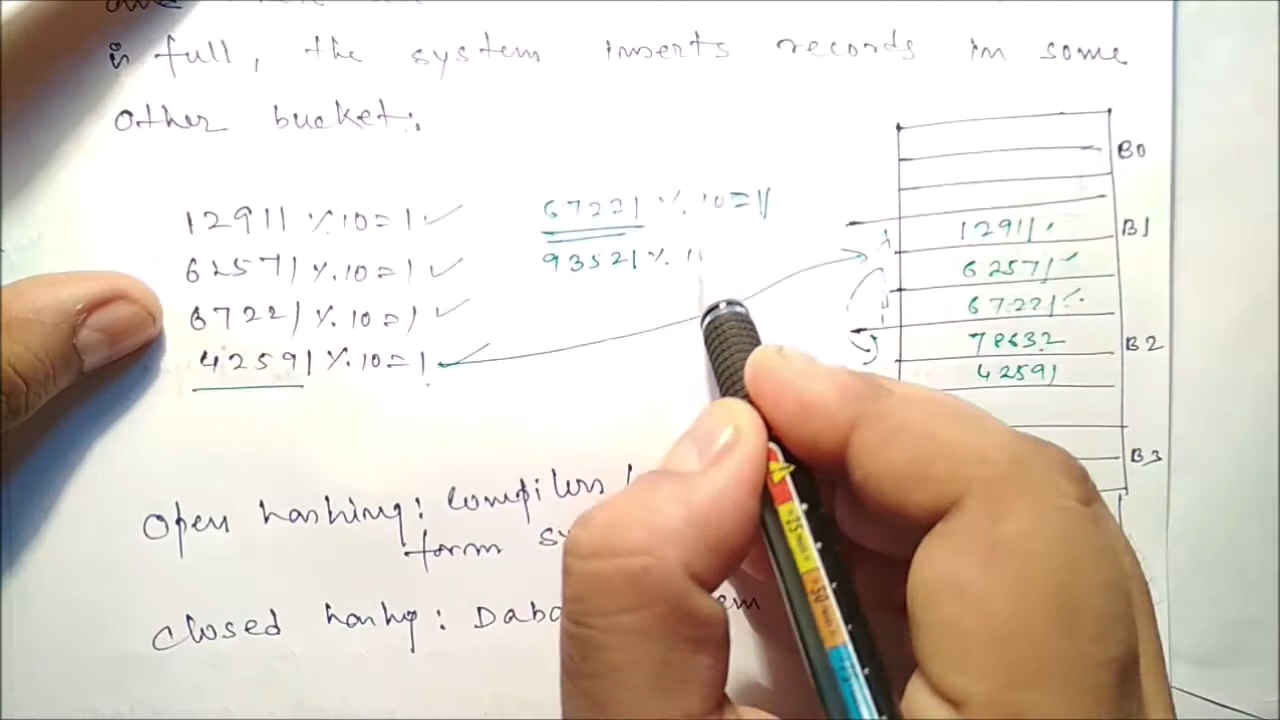 is full, the system inserts records in some
other bucket.
12911 % 10 = 1 ✓
62571 % 10 = 1 ✓
67221 % 10 = 1 ✓
42591 % 10 = 1
67221 % 10 = 1
93521 % 1
B0
12911 B1
62571 ✓
67221
78632 B2
42591
B3
Open hashing: Compilers
form
Closed hashg: